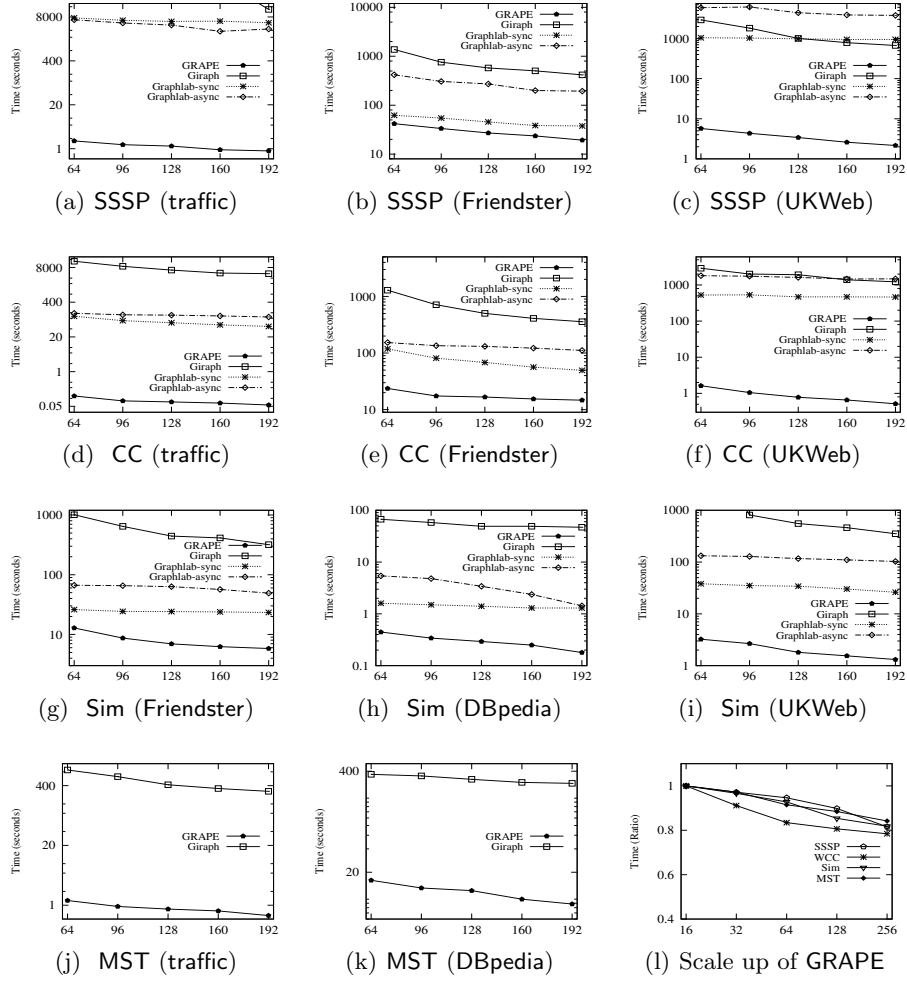 Time (seconds)
8000
400
20
1
GRAPE
Giraph
Graphlab-sync
Graphlab-async
64 96 128 160 192
(a) SSSP (traffic)
Time (seconds)
1000
100
10
GRAPE
Giraph
Graphlab-sync
Graphlab-async
64 96 128 160 192
(b) SSSP (Friendster)
Time (seconds)
1000
100
10
1
GRAPE
Giraph
Graphlab-sync
Graphlab-async
64 96 128 160 192
(c) SSSP (UKWeb)
Time (seconds)
8000
400
20
1
0.05
GRAPE
Giraph
Graphlab-sync
Graphlab-async
64 96 128 160 192
(d) CC (traffic)
Time (seconds)
1000
100
10
GRAPE
Giraph
Graphlab-sync
Graphlab-async
64 96 128 160 192
(e) CC (Friendster)
Time (seconds)
1000
100
10
1
GRAPE
Giraph
Graphlab-sync
Graphlab-async
64 96 128 160 192
(f) CC (UKWeb)
Time (seconds)
1000
100
10
GRAPE
Giraph
Graphlab-sync
Graphlab-async
64 96 128 160 192
(g) Sim (Friendster)
Time (seconds)
100
10
1
0.1
GRAPE
Giraph
Graphlab-sync
Graphlab-async
64 96 128 160 192
(h) Sim (DBpedia)
Time (seconds)
1000
100
10
1
GRAPE
Giraph
Graphlab-sync
Graphlab-async
64 96 128 160 192
(i) Sim (UKWeb)
Time (seconds)
400
20
1
GRAPE
Giraph
64 96 128 160 192
(j) MST (traffic)
Time (seconds)
400
20
GRAPE
Giraph
64 96 128 160 192
(k) MST (DBpedia)
Time (Ratio)
1
0.8
0.6
0.4
SSSP
WCC
Sim
MST
16 32 64 128 256
(l) Scale up of GRAPE